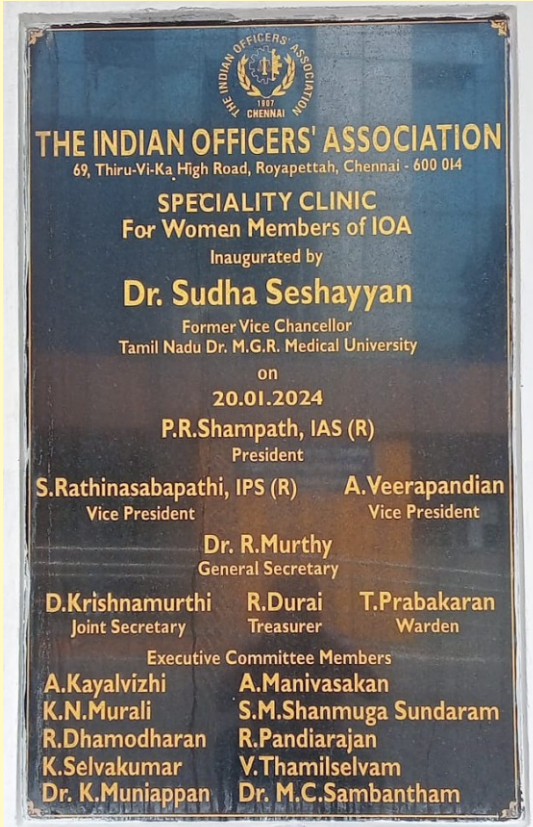 THE INDIAN OFFICERS' ASSOCIATION
1907
CHENNAI
THE INDIAN OFFICERS' ASSOCIATION
69, Thiru-Vi-Ka High Road, Royapettah, Chennai - 600 014
SPECIALITY CLINIC
For Women Members of IOA
Inaugurated by
Dr. Sudha Seshayyan
Former Vice Chancellor
Tamil Nadu Dr. M.G.R. Medical University
on
20.01.2024
P.R.Shampath, IAS (R)
President
S.Rathinasabapathi, IPS (R) A.Veerapandian
Vice President Vice President
Dr. R.Murthy
General Secretary
D.Krishnamurthi R.Durai T.Prabakaran
Joint Secretary Treasurer Warden
Executive Committee Members
A.Kayalvizhi A.Manivasakan
K.N.Murali S.M.Shanmuga Sundaram
R.Dhamodharan R.Pandiarajan
K.Selvakumar V.Thamilselvam
Dr. K.Muniappan Dr. M.C.Sambantham